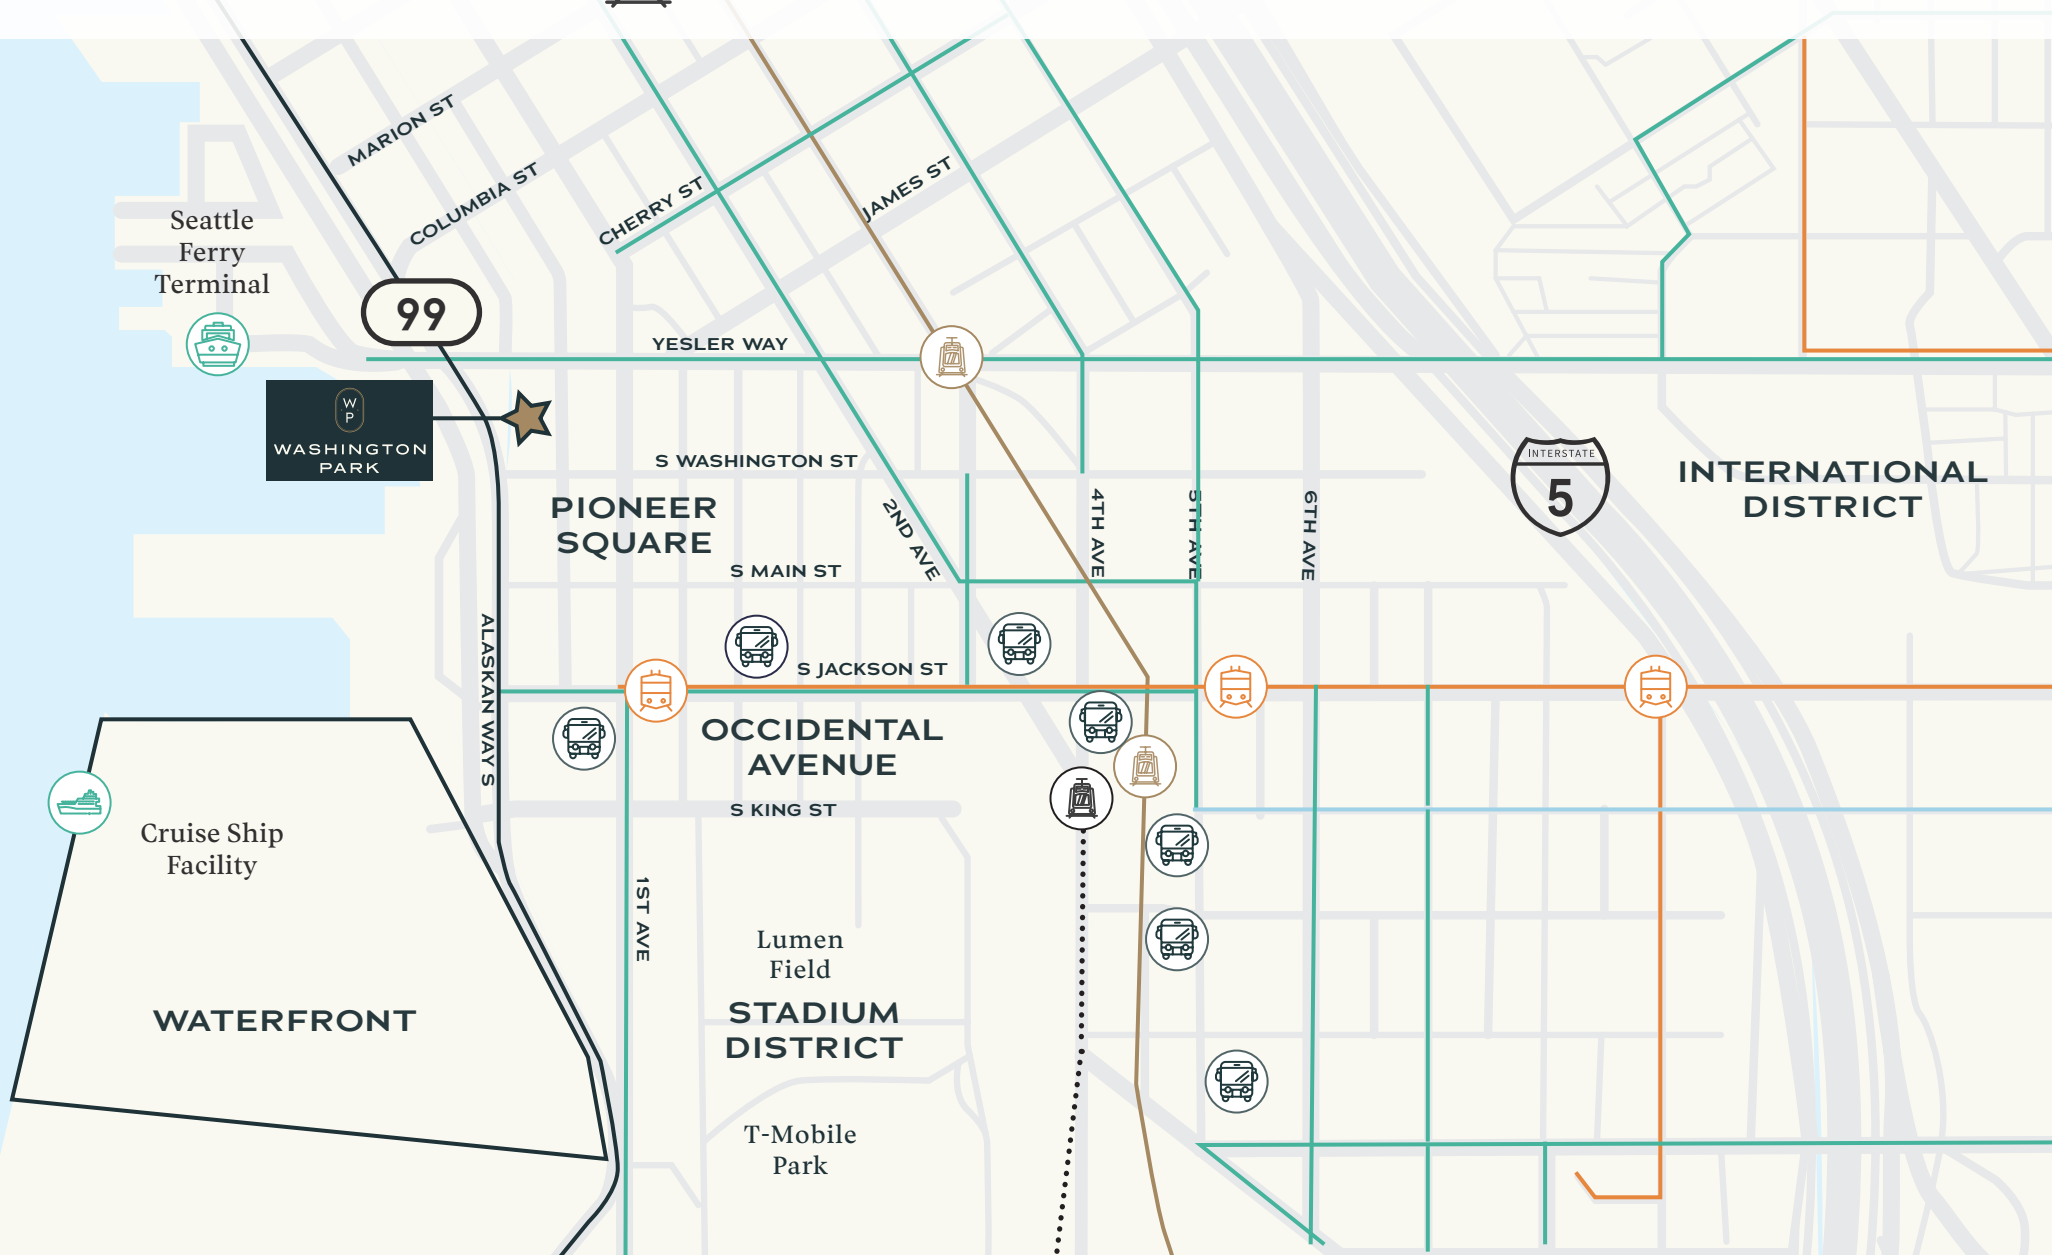 MARION ST
COLUMBIA ST
CHERRY ST
JAMES ST
Seattle
Ferry
Terminal
99
YESLER WAY
W
P
WASHINGTON
PARK
S WASHINGTON ST
PIONEER
SQUARE
2ND AVE
4TH AVE
5TH AVE
6TH AVE
INTERSTATE
5
INTERNATIONAL
DISTRICT
S MAIN ST
ALASKAN WAY S
S JACKSON ST
OCCIDENTAL
AVENUE
S KING ST
Cruise Ship
Facility
1ST AVE
Lumen
Field
WATERFRONT
STADIUM
DISTRICT
T-Mobile
Park